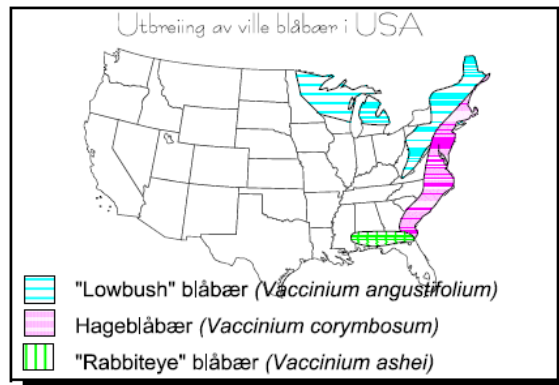 Utbreiing av ville blåbær i USA
"Lowbush" blåbær (Vaccinium angustifolium)
Hageblåbær (Vaccinium corymbosum)
"Rabbiteye" blåbær (Vaccinium ashei)